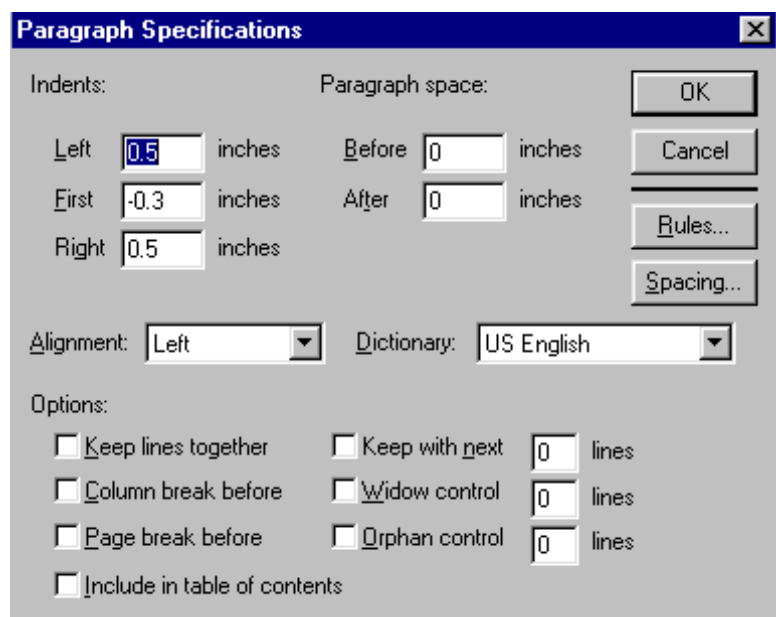 Paragraph Specifications
Indents: Paragraph space: OK
Left 0.5 inches Before 0 inches Cancel
First -0.3 inches After 0 inches
Rules...
Right 0.5 inches
Spacing...
Alignment: Left Dictionary: US English
Options:
Keep lines together Keep with next 0 lines
Column break before Widow control 0 lines
Page break before Orphan control 0 lines
Include in table of contents